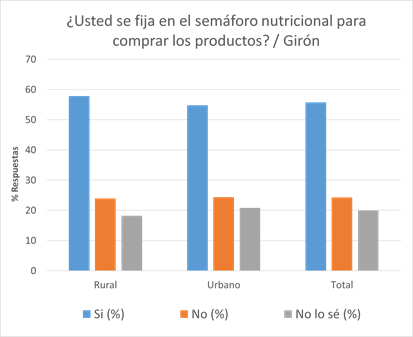 ¿Usted se fija en el semáforo nutricional para
comprar los productos? / Girón
70
60
50
40
30
20
10
0
% Respuestas
Rural Urbano Total
Si (%) No (%) No lo sé (%)